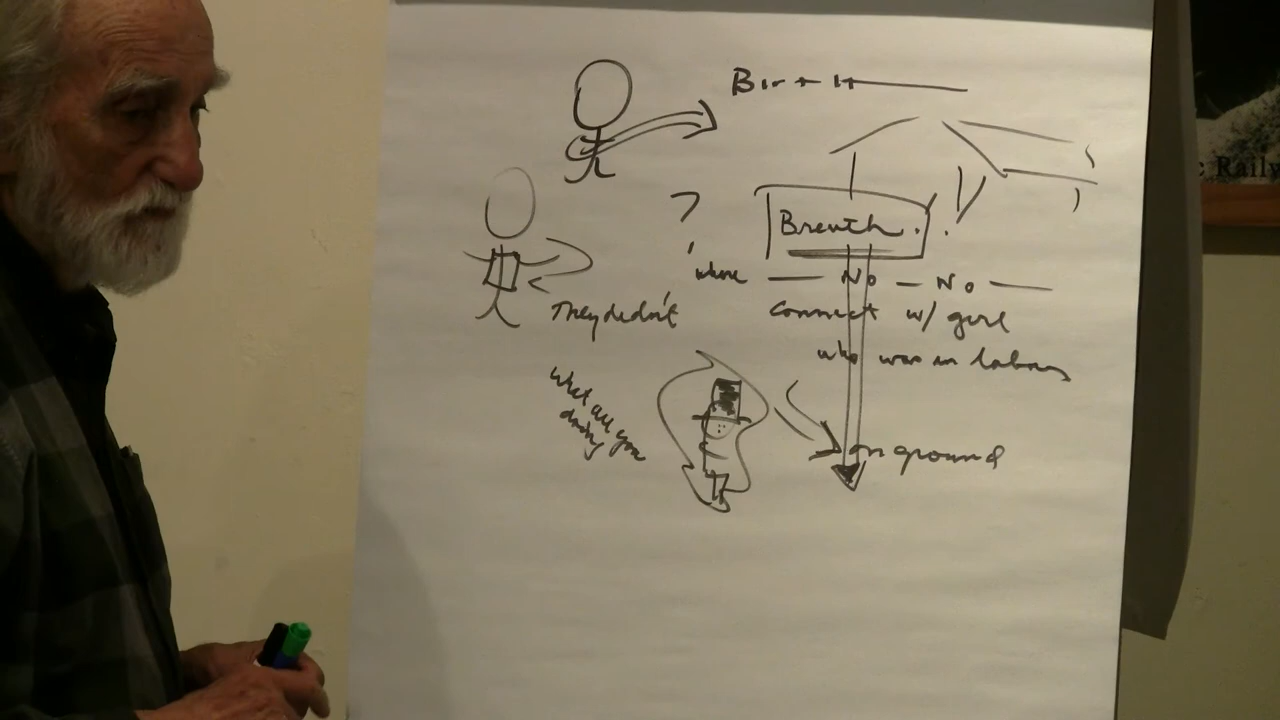 Birth
Breath.
?
where — No — No —
They didn't
connect w/ girl
who was in labor
what are you
doing
on ground
c Railw